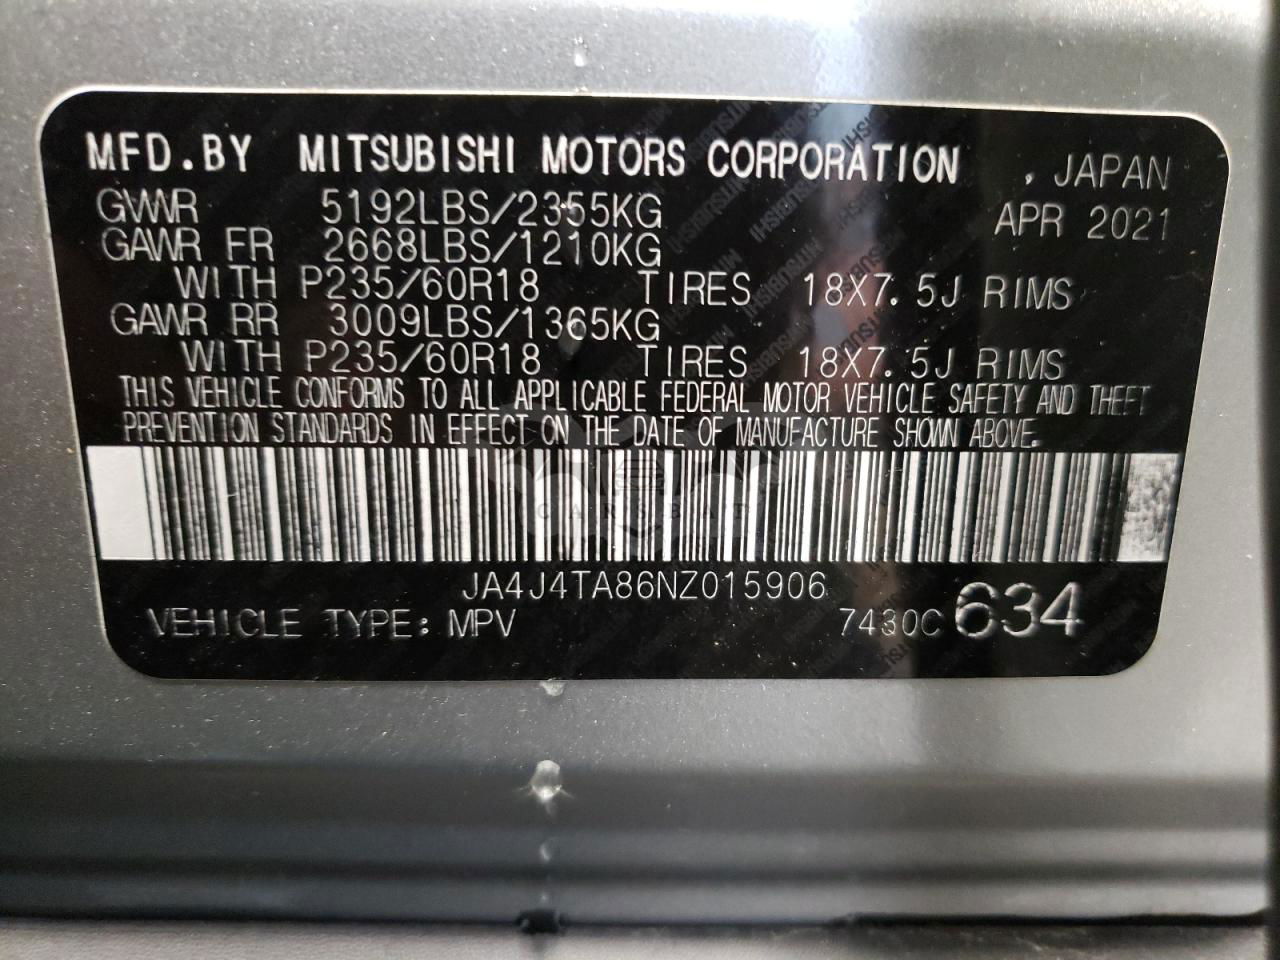 MFD.BY MITSUBISHI MOTORS CORPORATION , JAPAN
GVWR 5192LBS/2355KG APR 2021
GAWR FR 2668LBS/1210KG
WITH P235/60R18 TIRES 18X7.5J RIMS
GAWR RR 3009LBS/1365KG
WITH P235/60R18 TIRES 18X7.5J RIMS
THIS VEHICLE CONFORMS TO ALL APPLICABLE FEDERAL MOTOR VEHICLE SAFETY AND THEFT
PREVENTION STANDARDS IN EFFECT ON THE DATE OF MANUFACTURE SHOWN ABOVE.
JA4J4TA86NZ015906
VEHICLE TYPE: MPV 7430C 634